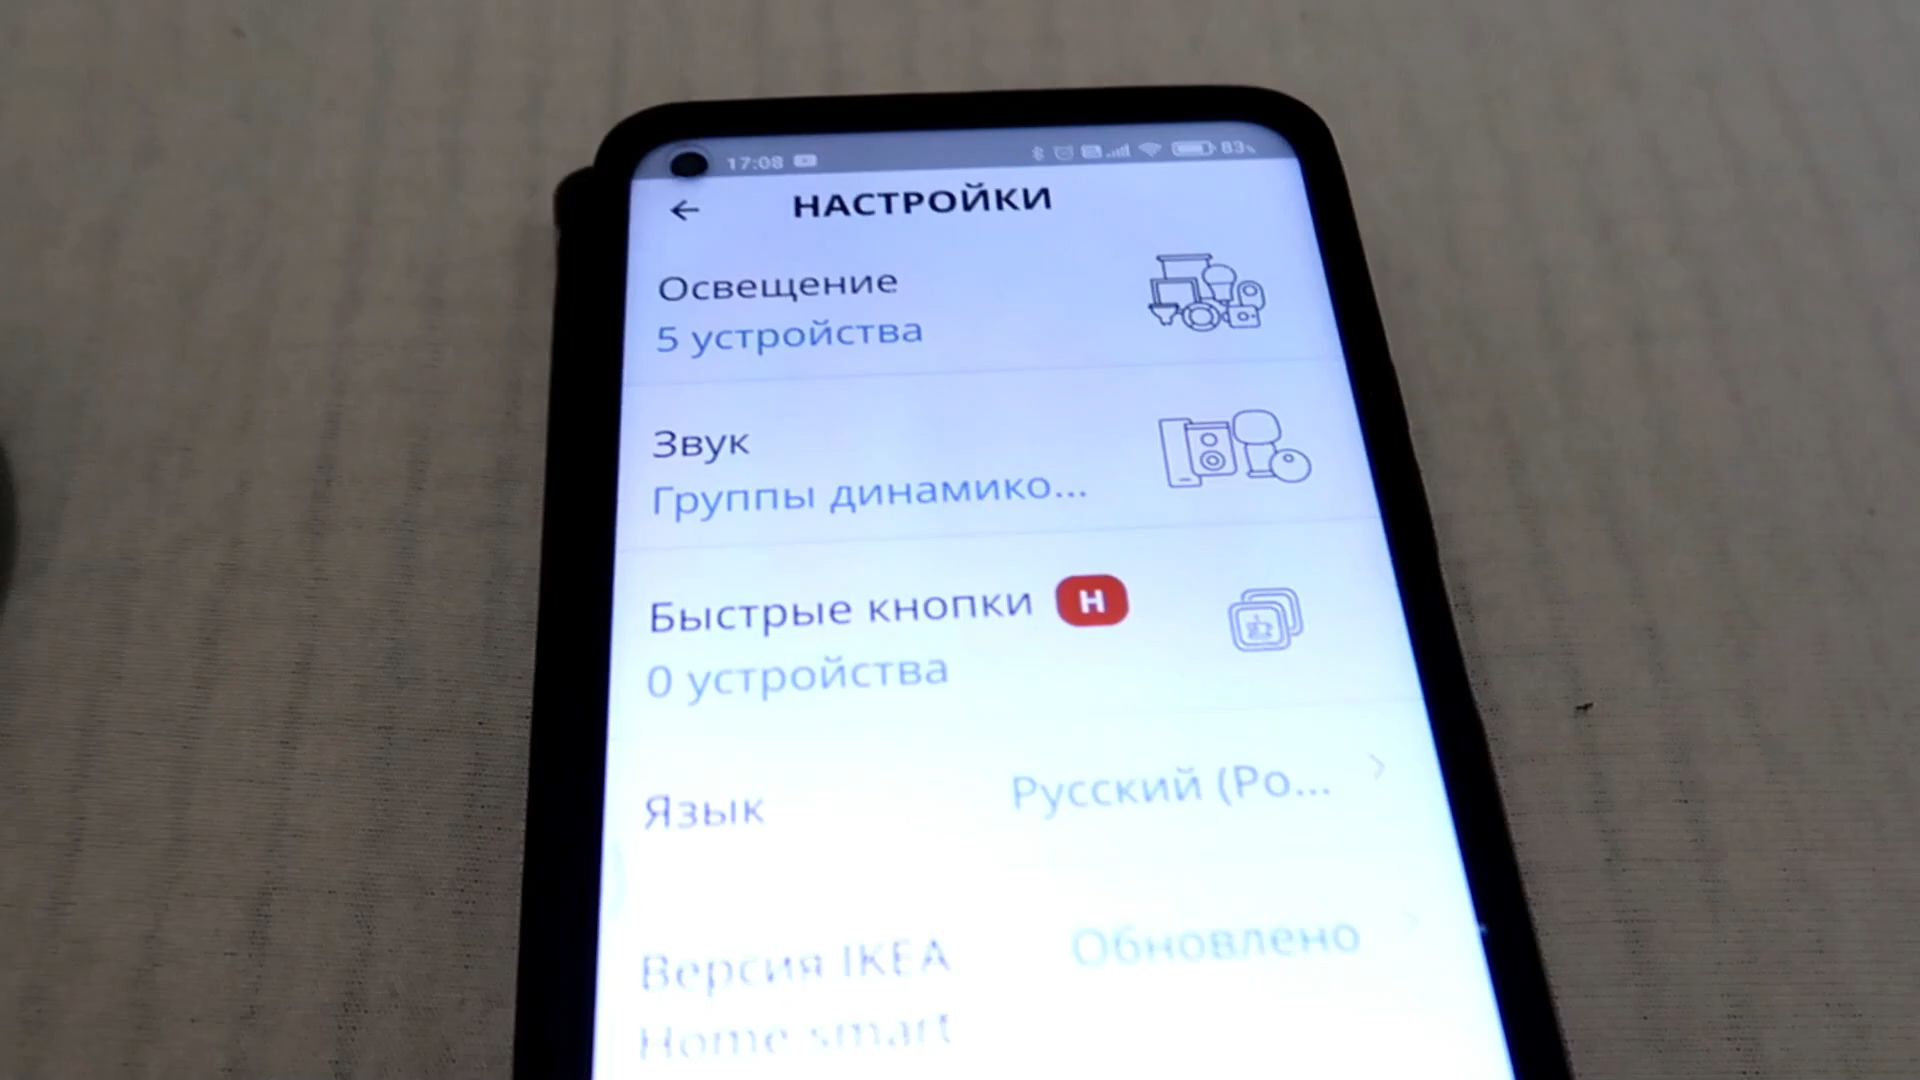 17:08 83%
НАСТРОЙКИ
Освещение
5 устройства
Звук
Группы динамико...
Быстрые кнопки Н
0 устройства
Язык Русский (Ро...
Версия IKEA Обновлено
Home smart